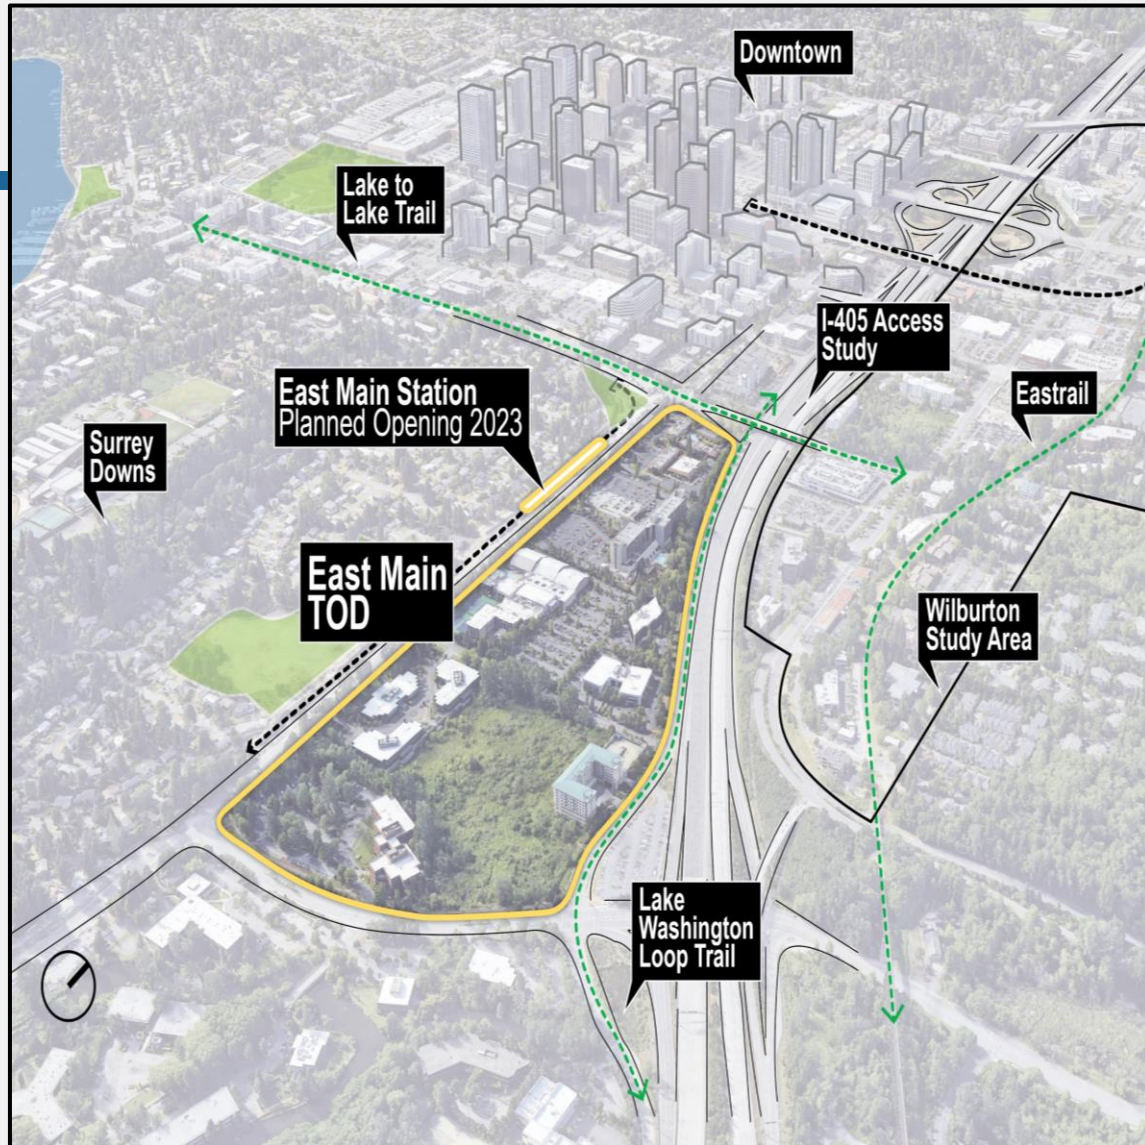 Downtown
Lake to
Lake Trail
I-405 Access
Study
East Main Station
Planned Opening 2023
Eastrail
Surrey
Downs
East Main
TOD
Wilburton
Study Area
Lake
Washington
Loop Trail